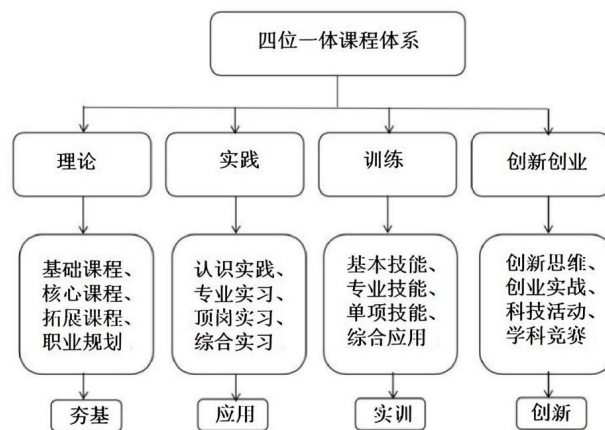 四位一体课程体系
理论
实践
训练
创新创业
基础课程、
核心课程、
拓展课程、
职业规划
认识实践、
专业实习、
顶岗实习、
综合实习
基本技能、
专业技能、
单项技能、
综合应用
创新思维、
创业实战、
科技活动、
学科竞赛
夯基
应用
实训
创新